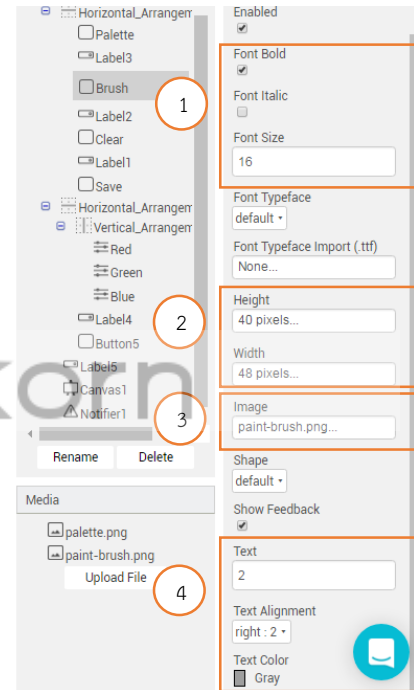 Horizontal_Arrangem
Palette
Label3
Brush
Label2
Clear
Label1
Save
Horizontal_Arrangem
Vertical_Arrangem
Red
Green
Blue
Label4
Button5
Label5
Canvas1
Notifier1
Rename Delete
Media
palette.png
paint-brush.png
Upload File
1
2
3
4
Enabled
Font Bold
Font Italic
Font Size
16
Font Typeface
default
Font Typeface Import (.ttf)
None...
Height
40 pixels...
Width
48 pixels...
Image
paint-brush.png...
Shape
default
Show Feedback
Text
2
Text Alignment
right : 2
Text Color
Gray
korn